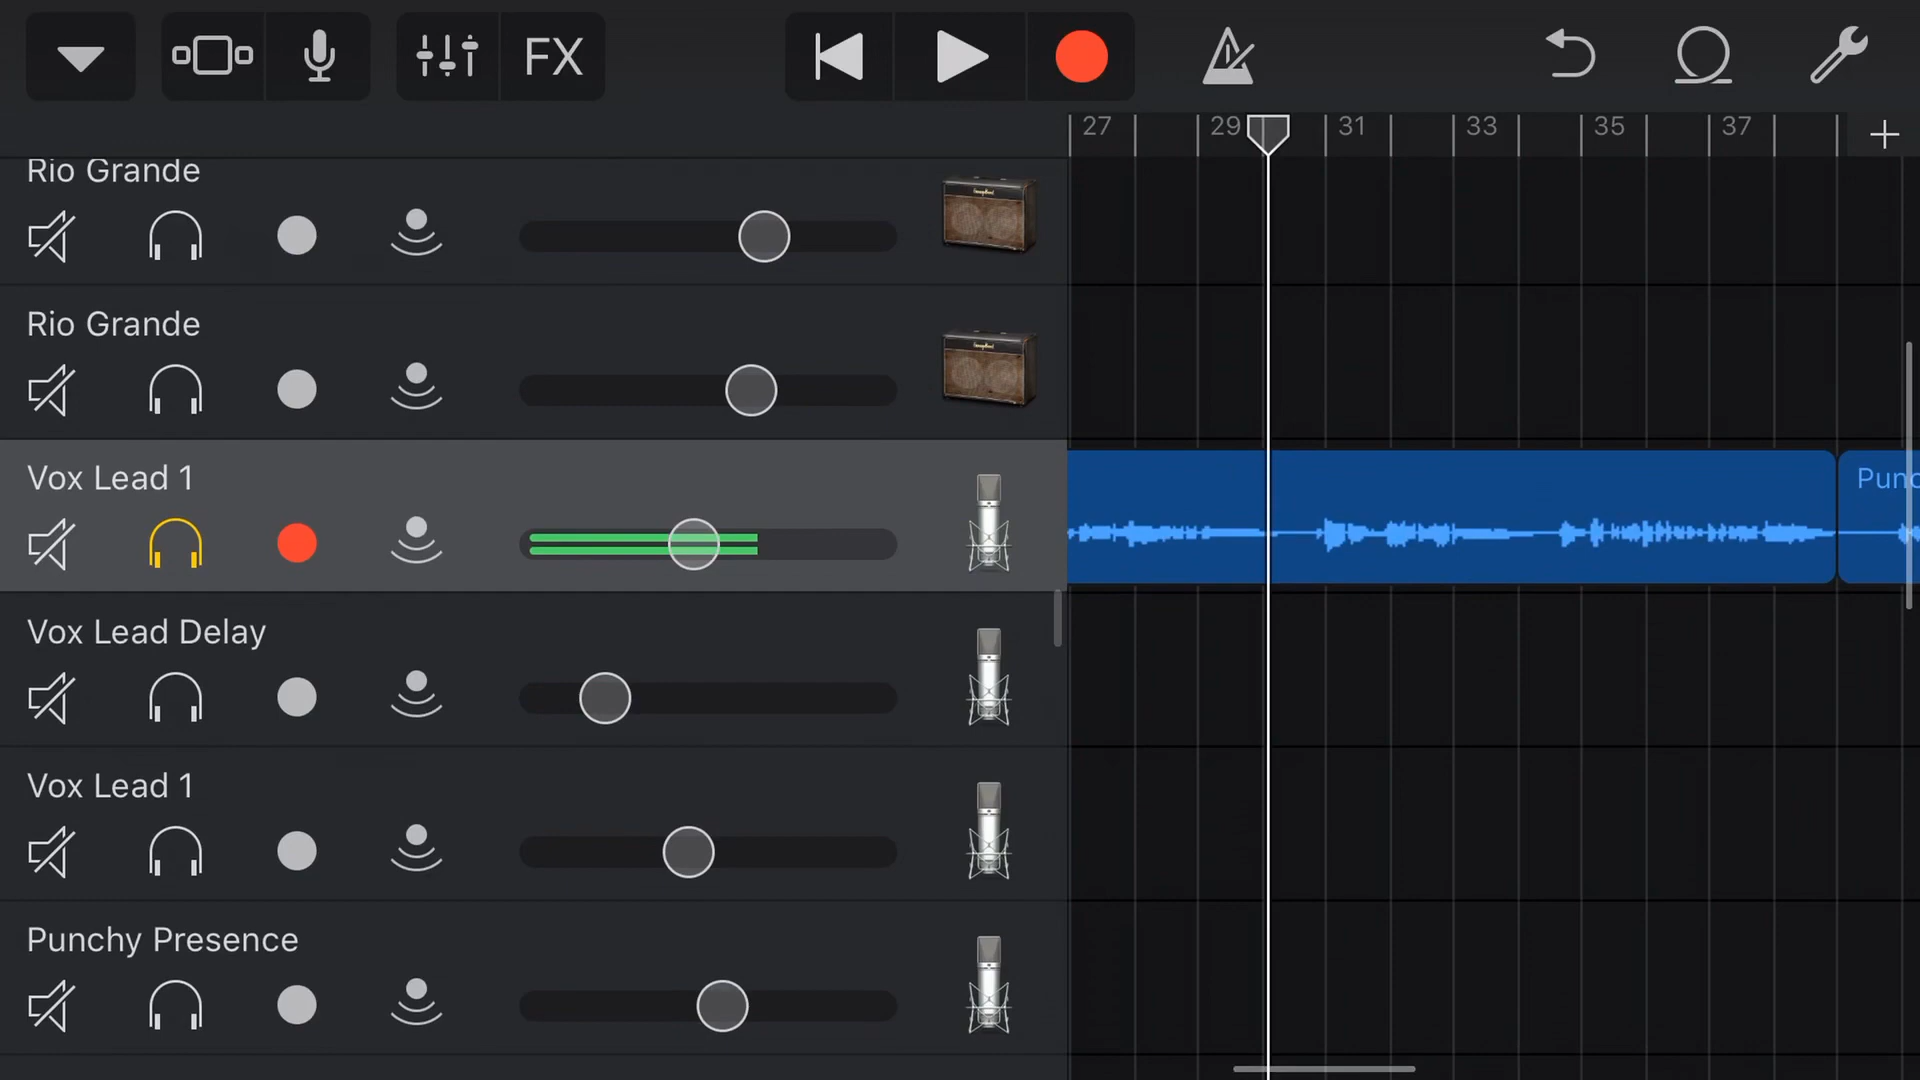 FX
27 29 31 33 35 37
Rio Grande
Rio Grande
Vox Lead 1
Punc
Vox Lead Delay
Vox Lead 1
Punchy Presence